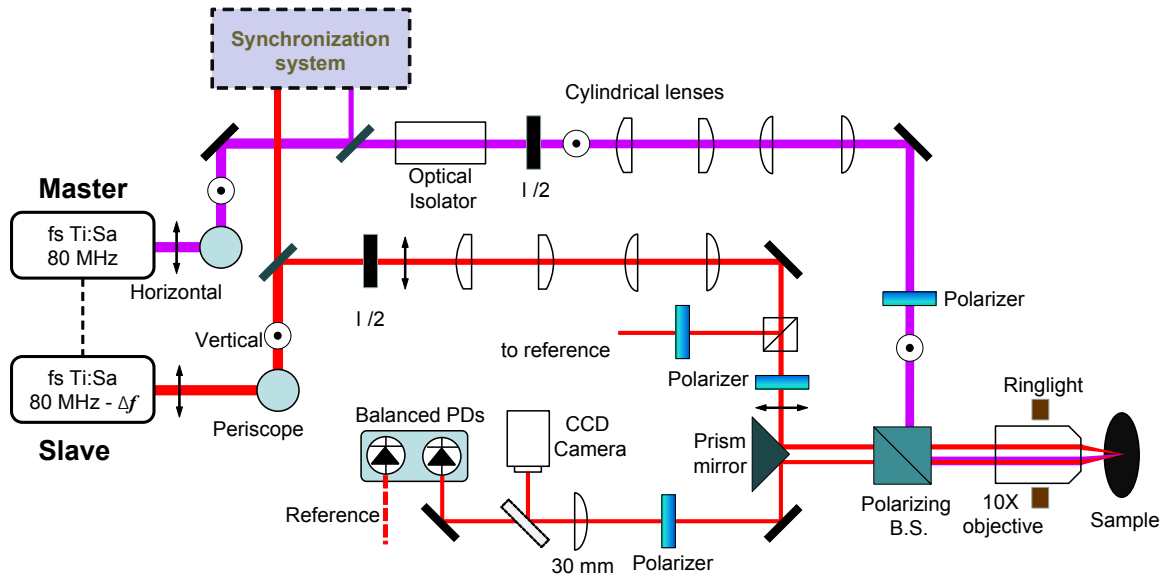 Synchronization
system
Cylindrical lenses
Optical
Isolator
l /2
Master
fs Ti:Sa
80 MHz
Horizontal
Polarizer
l /2
Vertical
to reference
Polarizer
fs Ti:Sa
80 MHz - Δf
Slave
Periscope
Balanced PDs
CCD
Camera
Prism
mirror
Ringlight
Reference
30 mm
Polarizer
Polarizing
B.S.
10X
objective
Sample